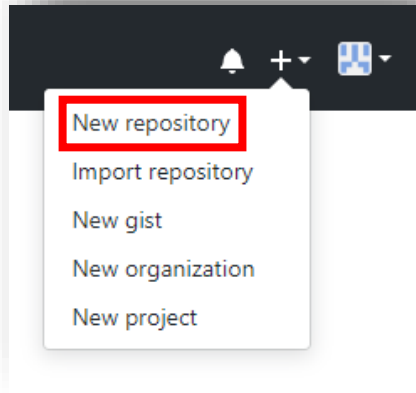 New repository
Import repository
New gist
New organization
New project